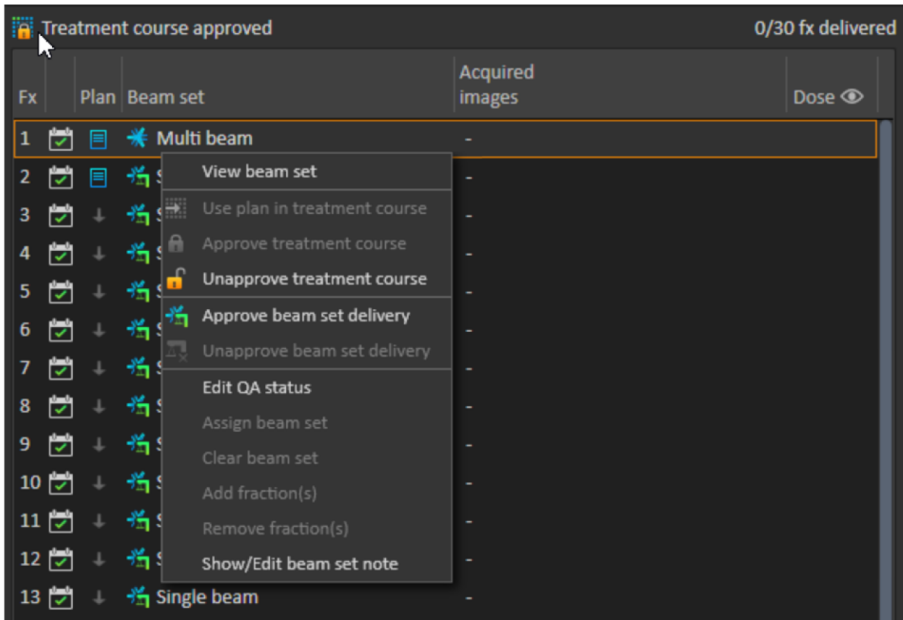 Treatment course approved 0/30 fx delivered
Fx Plan Beam set Acquired images Dose
1 Multi beam -
View beam set
2 S -
Use plan in treatment course
3 S -
Approve treatment course
4 S -
Unapprove treatment course
5 S -
Approve beam set delivery
6 S -
Unapprove beam set delivery
7 S -
Edit QA status
8 S -
Assign beam set
9 S -
Clear beam set
10 S -
Add fraction(s)
11 S -
Remove fraction(s)
12 S -
Show/Edit beam set note
13 Single beam -